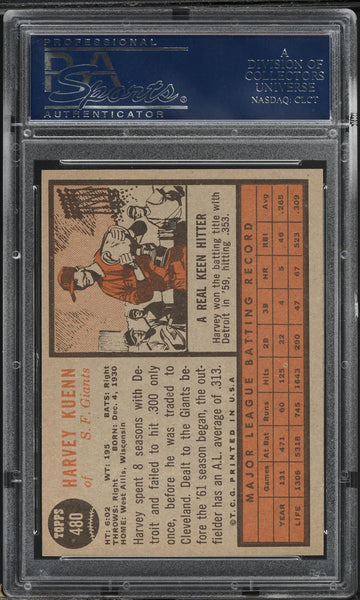 PROFESSIONAL
PSA
Sports
AUTHENTICATOR
A
DIVISION OF
COLLECTORS
UNIVERSE
NASDAQ: CLCT
TOPPS
480
HARVEY KUENN
of S. F. Giants
HT: 6:02 WT: 195 BATS: Right
THROWS: Right BORN: Dec. 4, 1930
HOME: West Allis, Wisconsin
Harvey spent 8 seasons with De-
troit and failed to hit .300 only
once, before he was traded to
Cleveland. Dealt to the Giants be-
fore the '61 season began, the out-
fielder has an A.L. average of .313.
©T.C.G. PRINTED IN U.S.A.
A REAL KEEN HITTER
Harvey won the batting title with
Detroit in '59, hitting .353.
MAJOR LEAGUE BATTING RECORD
Games At Bat Runs Hits 2B 3B HR RBI Avg
YEAR 131 471 60 125 22 4 5 46 .265
LIFE 1306 5318 745 1643 290 47 68 523 .309